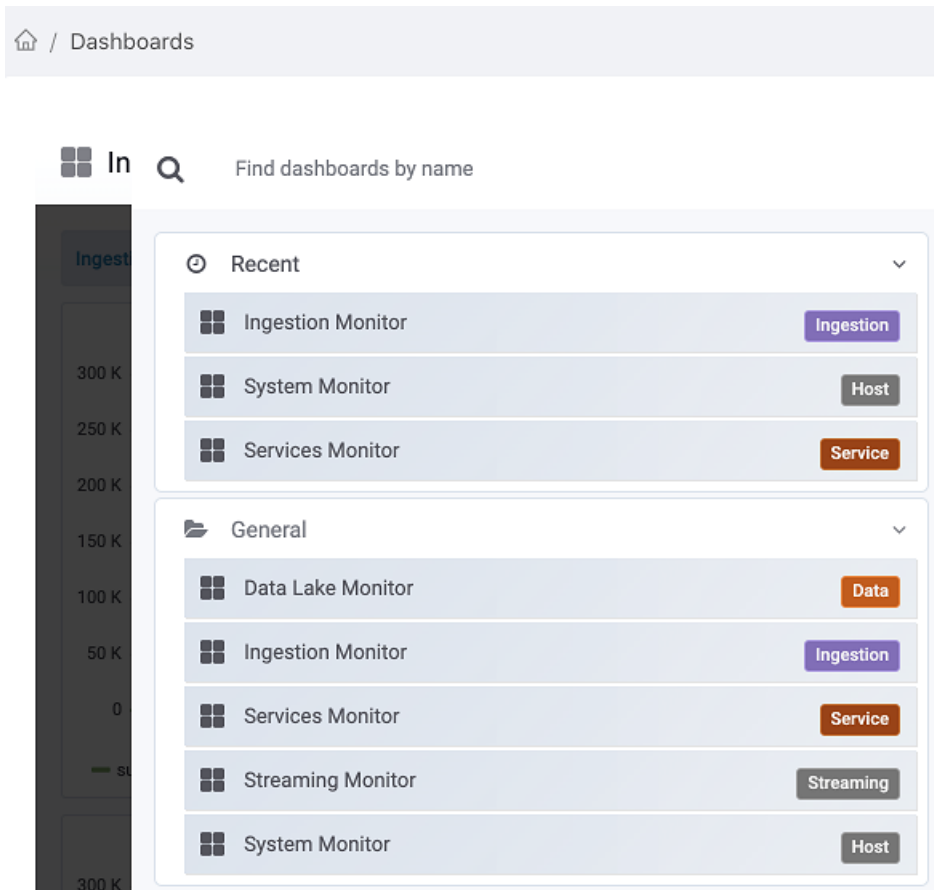 / Dashboards
In
Find dashboards by name
Ingest
300 K
250 K
200 K
150 K
100 K
50 K
0
su
300 K
Recent
Ingestion Monitor Ingestion
System Monitor Host
Services Monitor Service
General
Data Lake Monitor Data
Ingestion Monitor Ingestion
Services Monitor Service
Streaming Monitor Streaming
System Monitor Host